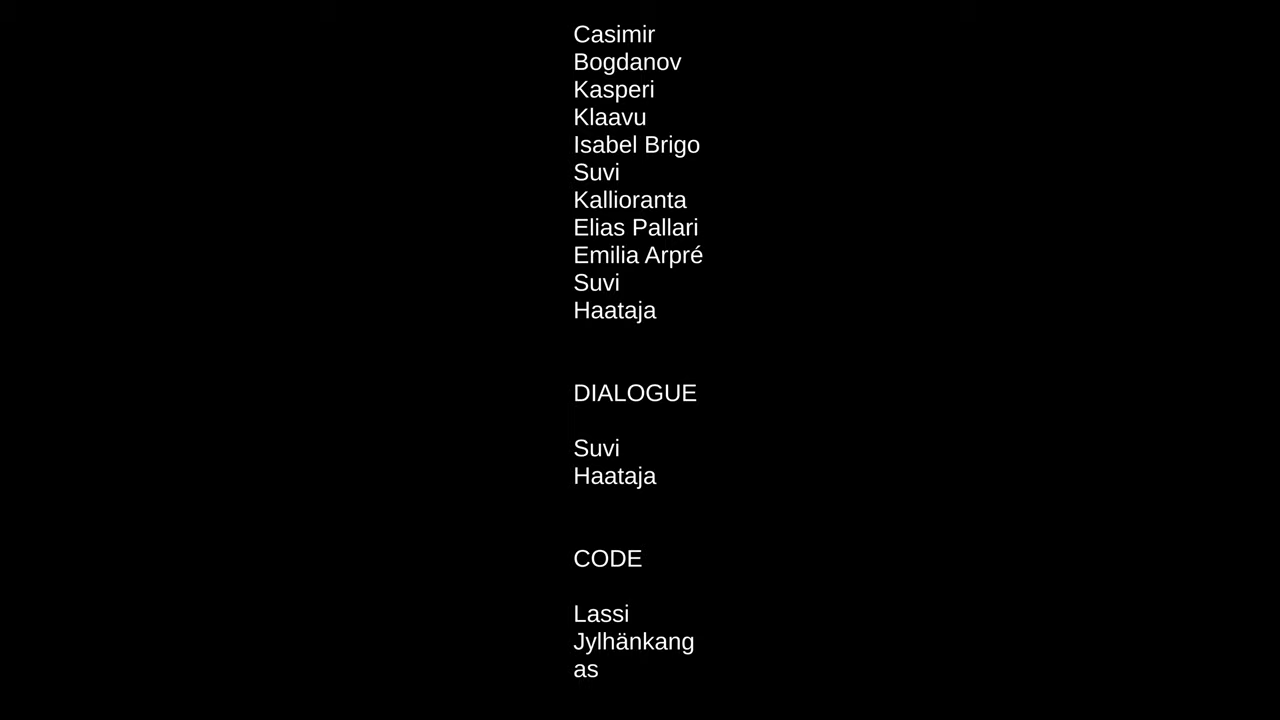 Casimir
Bogdanov
Kasperi
Klaavu
Isabel Brigo
Suvi
Kallioranta
Elias Pallari
Emilia Arpré
Suvi
Haataja
DIALOGUE
Suvi
Haataja
CODE
Lassi
Jylhänkang
as